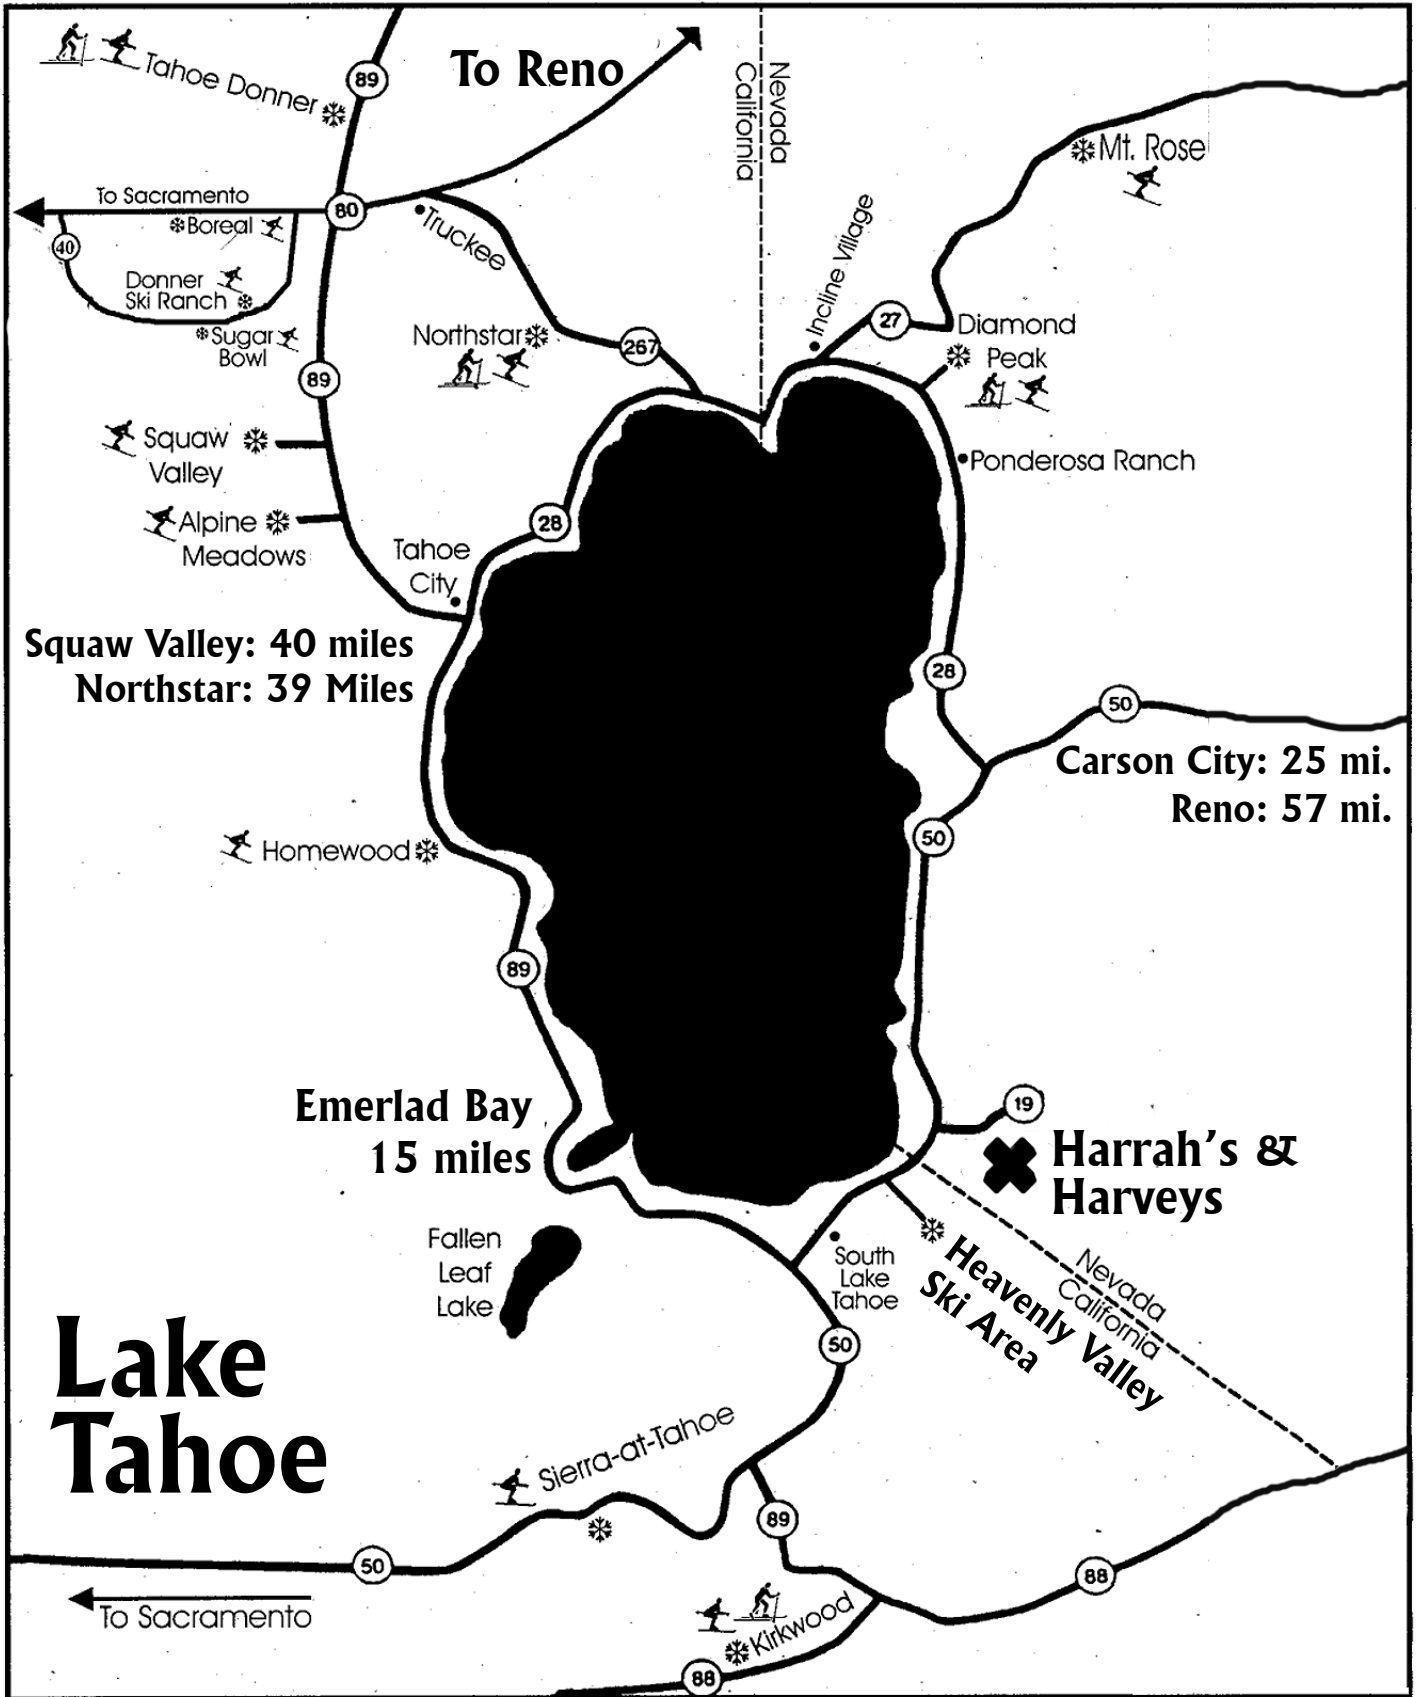 Tahoe Donner
89
To Reno
Nevada
California
Mt. Rose
To Sacramento
80
Boreal
40
Truckee
Donner
Ski Ranch
Sugar
Bowl
Incline Village
27
Diamond
Peak
Northstar
267
89
Squaw
Valley
Ponderosa Ranch
Alpine
Meadows
28
Tahoe
City
Squaw Valley: 40 miles
Northstar: 39 Miles
28
50
Carson City: 25 mi.
Reno: 57 mi.
50
Homewood
89
Emerlad Bay
15 miles
19
Harrah's &
Harveys
Fallen
Leaf
Lake
South
Lake
Tahoe
Heavenly Valley
Ski Area
Nevada
California
50
Lake
Tahoe
Sierra-at-Tahoe
89
50
88
To Sacramento
Kirkwood
88